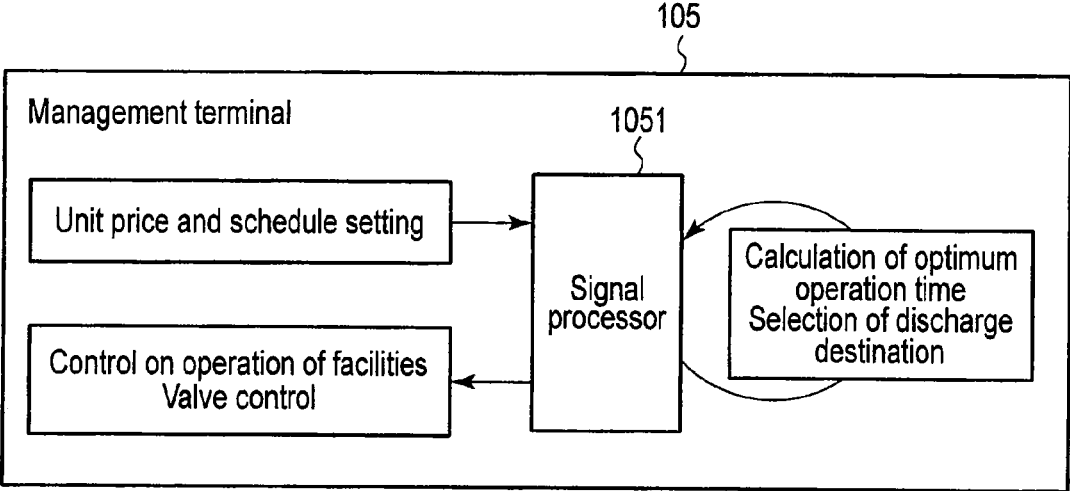 105
Management terminal
1051
Unit price and schedule setting
Signal
processor
Calculation of optimum
operation time
Selection of discharge
destination
Control on operation of facilities
Valve control